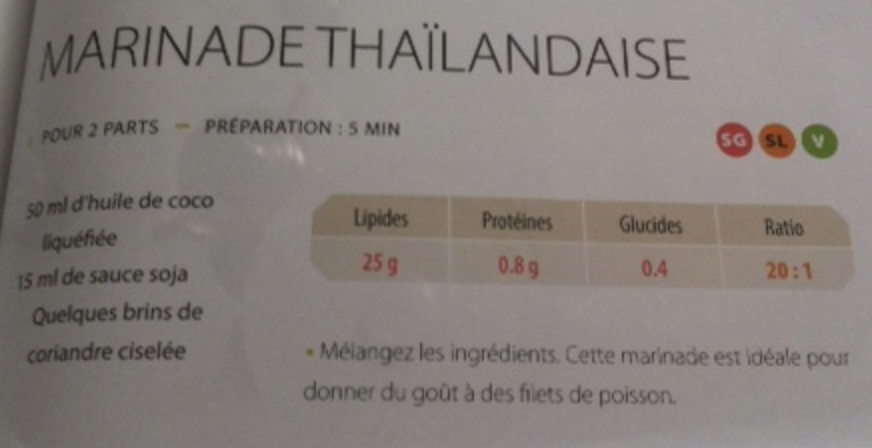 MARINADE THAÏLANDAISE
POUR 2 PARTS — PRÉPARATION : 5 MIN
SG SL V
50 ml d'huile de coco
liquéfiée
15 ml de sauce soja
Quelques brins de
coriandre ciselée
Lipides Protéines Glucides Ratio
25 g 0.8 g 0.4 20 : 1
• Mélangez les ingrédients. Cette marinade est idéale pour
donner du goût à des filets de poisson.